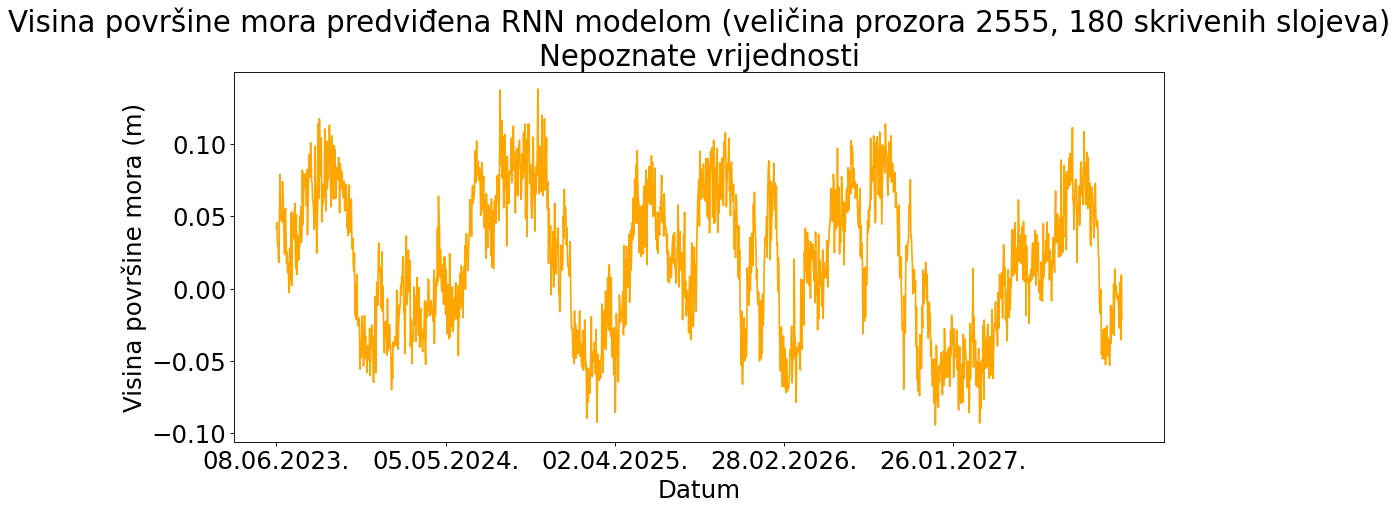 Visina površine mora predviđena RNN modelom (veličina prozora 2555, 180 skrivenih slojeva)
Nepoznate vrijednosti
Visina površine mora (m)
0.10
0.05
0.00
−0.05
−0.10
08.06.2023. 05.05.2024. 02.04.2025. 28.02.2026. 26.01.2027.
Datum